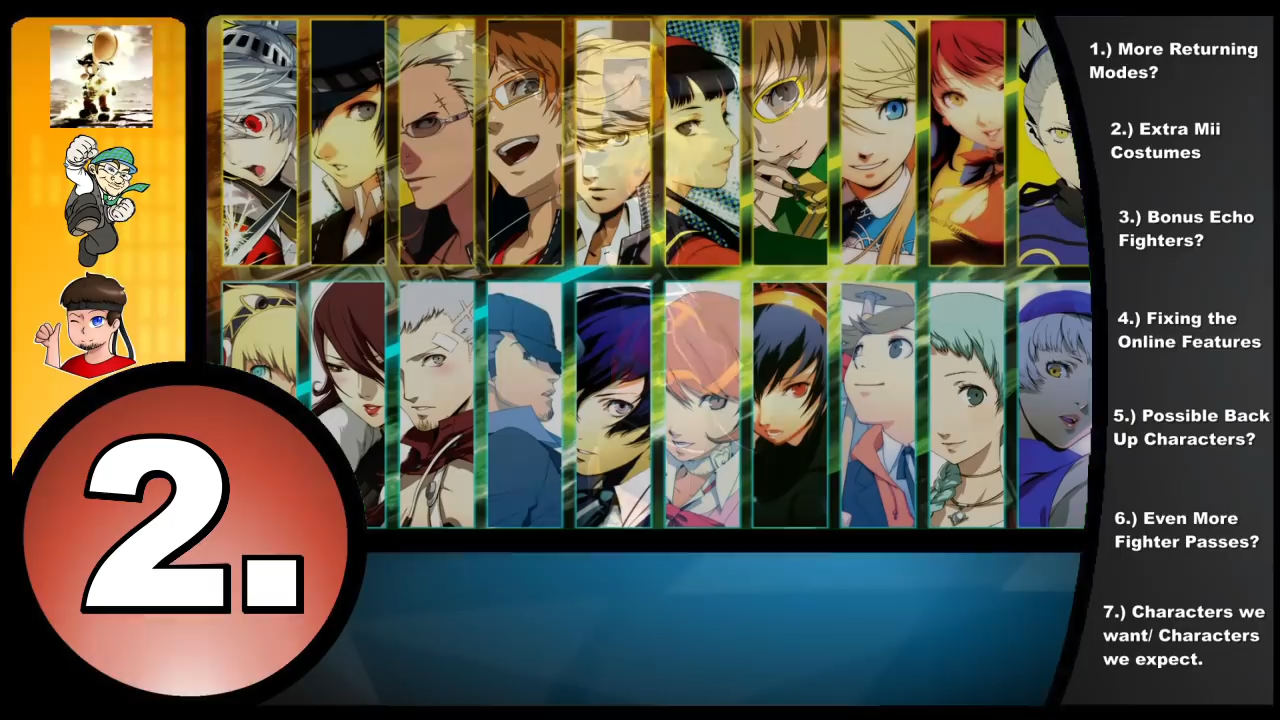 2.
1.) More Returning
Modes?
2.) Extra Mii
Costumes
3.) Bonus Echo
Fighters?
4.) Fixing the
Online Features
5.) Possible Back
Up Characters?
6.) Even More
Fighter Passes?
7.) Characters we
want/ Characters
we expect.